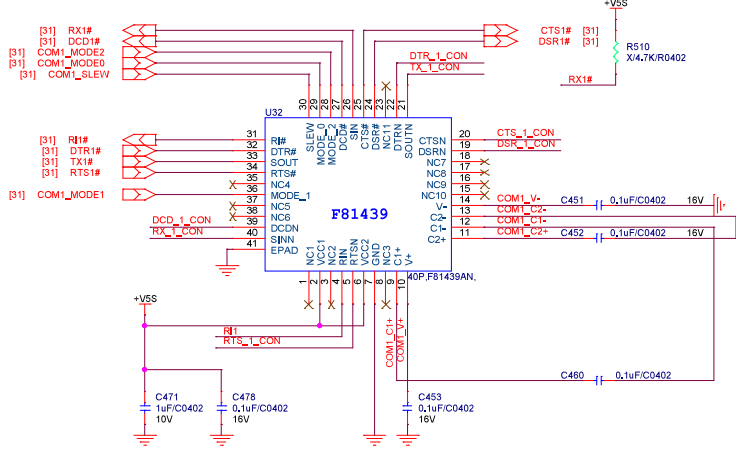 +V5S
[31] RX1#
[31] DCD1#
[31] COM1_MODE2
[31] COM1_MODE0
[31] COM1_SLEW
CTS1# [31]
DSR1# [31]
DTR_1_CON
TX_1_CON
R510
X/4.7K/R0402
RX1#
30 29 28 27 26 25 24 23 22 21
U32
SLEW MODE_0 MODE_2 DCD# SIN CTS# DSR# NC11 DTRN SOUTN
[31] RI1# 31 RI#
[31] DTR1# 32 DTR#
[31] TX1# 33 SOUT
[31] RTS1# 34 RTS#
35 NC4
[31] COM1_MODE1 36 MODE_1
37 NC5
38 NC6
DCD_1_CON 39 DCDN
RX_1_CON 40 SINN
41 EPAD
F81439
CTSN 20 CTS_1_CON
DSRN 19 DSR_1_CON
NC7 18
NC8 17
NC9 16
NC10 15
V- 14 COM1_V- C451 0.1uF/C0402 16V
C2- 13 COM1_C2-
C1- 12 COM1_C1-
C2+ 11 COM1_C2+ C452 0.1uF/C0402 16V
NC1 VCC1 NC2 RIN RTSN VCC2 GND NC3 C1+ V+
40P,F81439AN,
1 2 3 4 5 6 7 8 9 10
+V5S
RI1
RTS_1_CON
COM1_C1+
COM1_V+
C460 0.1uF/C0402
C471
1uF/C0402
10V
C478
0.1uF/C0402
16V
C453
0.1uF/C0402
16V